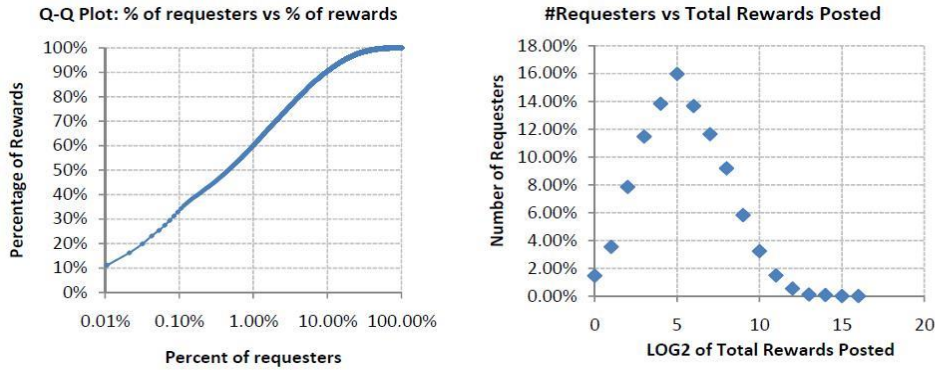 Q-Q Plot: % of requesters vs % of rewards
100%
90%
80%
70%
60%
50%
40%
30%
20%
10%
0%
Percentage of Rewards
0.01% 0.10% 1.00% 10.00% 100.00%
Percent of requesters
#Requesters vs Total Rewards Posted
18.00%
16.00%
14.00%
12.00%
10.00%
8.00%
6.00%
4.00%
2.00%
0.00%
Number of Requesters
0 5 10 15 20
LOG2 of Total Rewards Posted